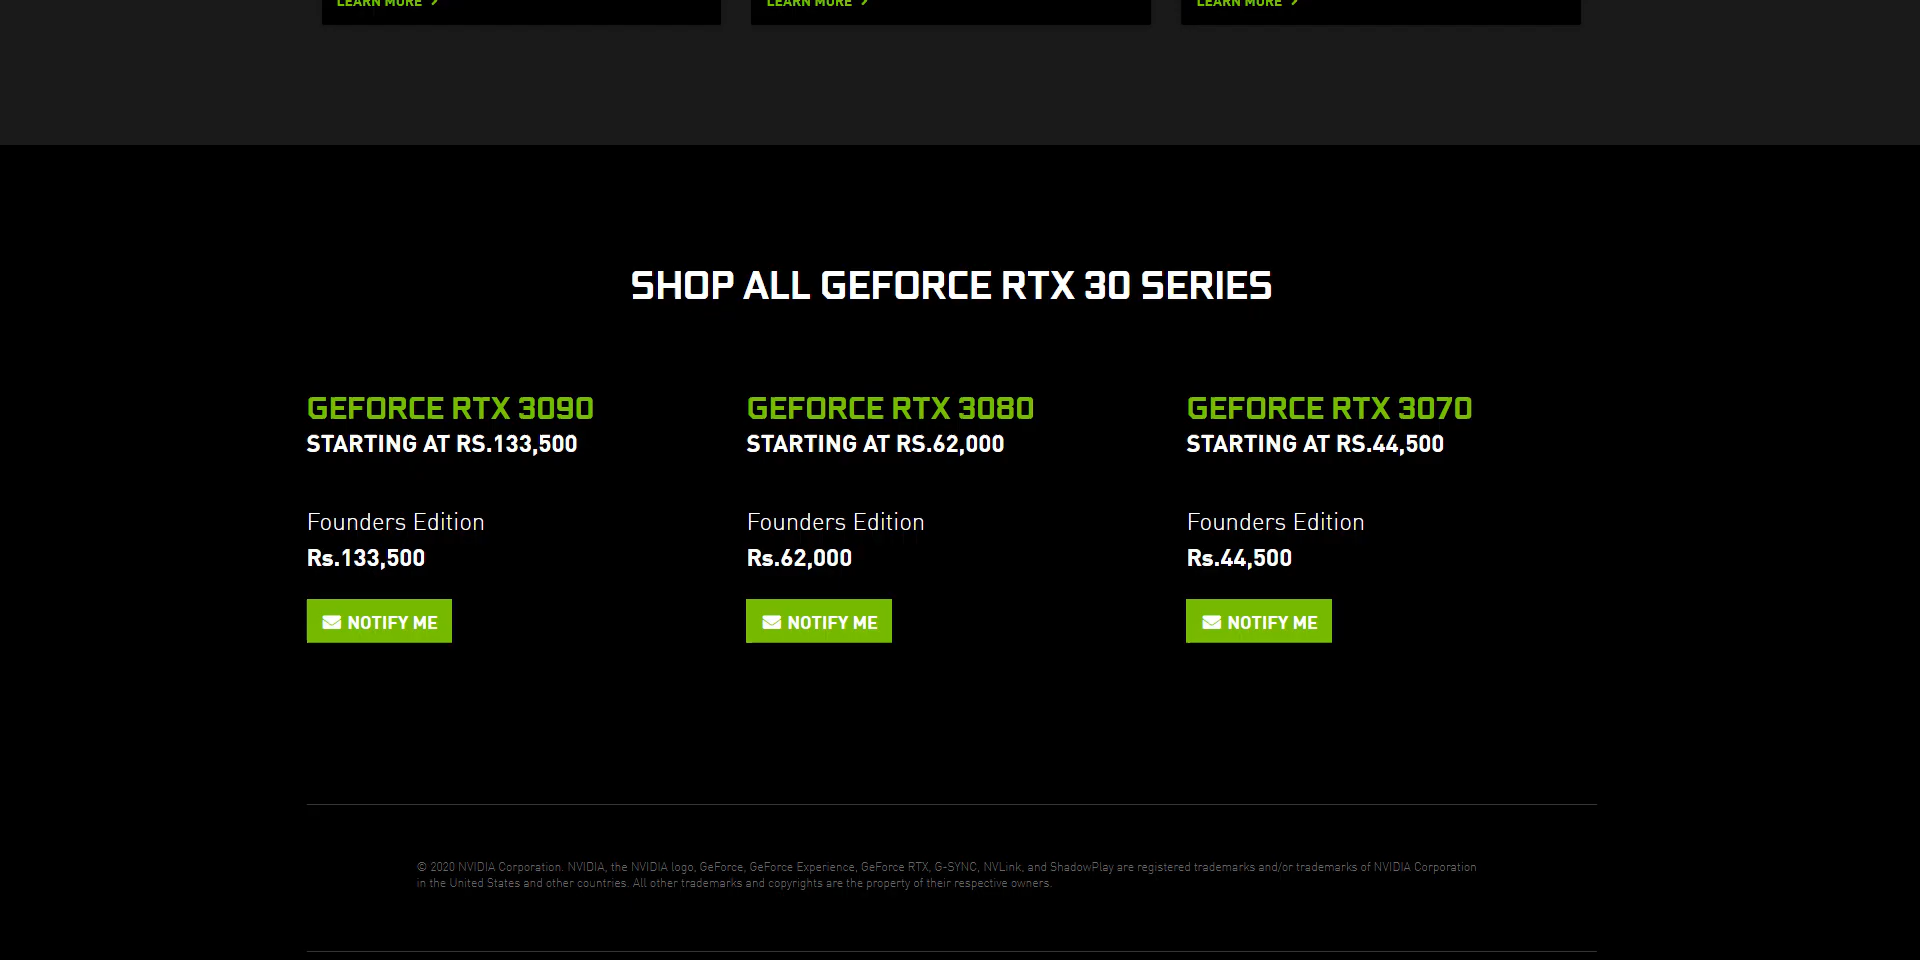 LEARN MORE
LEARN MORE
LEARN MORE
SHOP ALL GEFORCE RTX 30 SERIES
GEFORCE RTX 3090
STARTING AT RS.133,500
Founders Edition
Rs.133,500
NOTIFY ME
GEFORCE RTX 3080
STARTING AT RS.62,000
Founders Edition
Rs.62,000
NOTIFY ME
GEFORCE RTX 3070
STARTING AT RS.44,500
Founders Edition
Rs.44,500
NOTIFY ME
© 2020 NVIDIA Corporation. NVIDIA, the NVIDIA logo, GeForce, GeForce Experience, GeForce RTX, G-SYNC, NVLink, and ShadowPlay are registered trademarks and/or trademarks of NVIDIA Corporation
in the United States and other countries. All other trademarks and copyrights are the property of their respective owners.